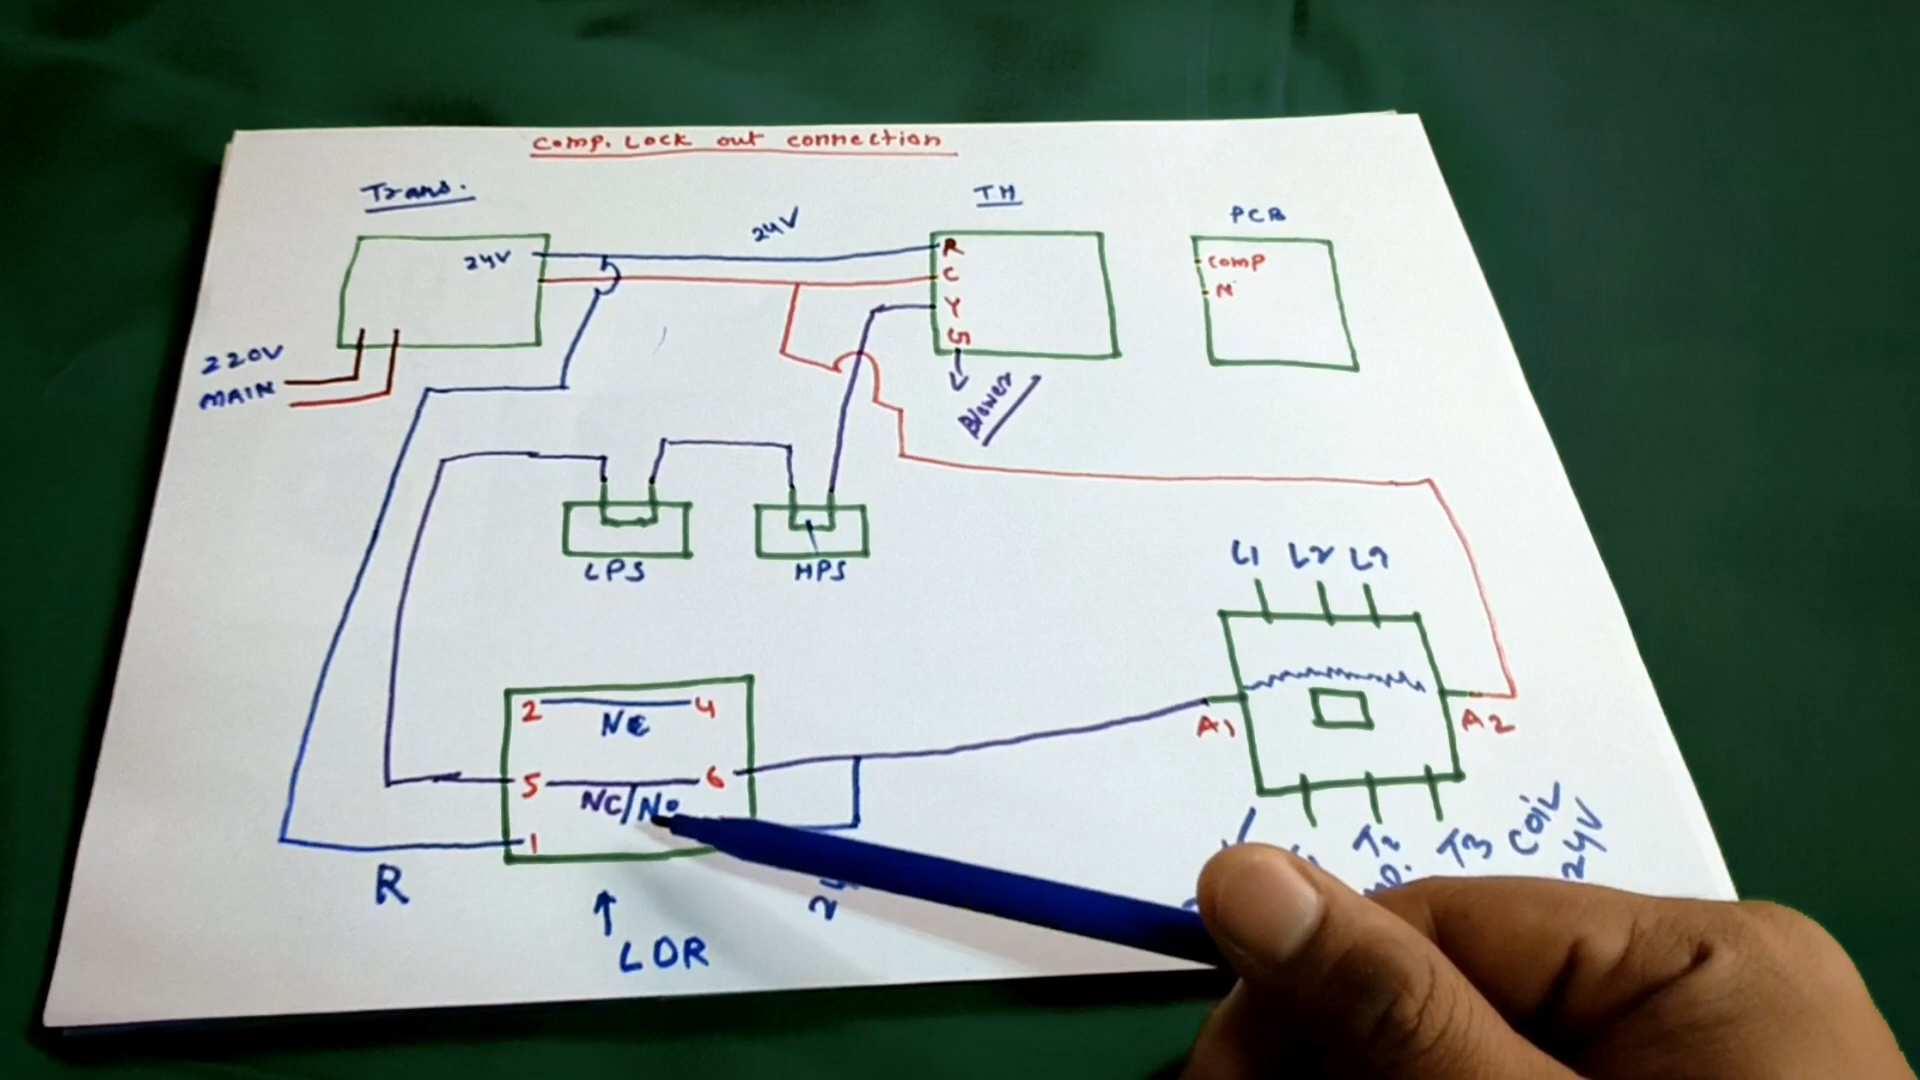 Comp. Lock out connection
Trans.
TH
PCB
24V
24V
R
C
Y
G
Comp
N
220V
MAIN
Blower
LPS
HPS
L1 L2
2 4
NC
5 6
NC/NO
1
A1
A2
T2
T3
COIL
24V
R
↑
LOR